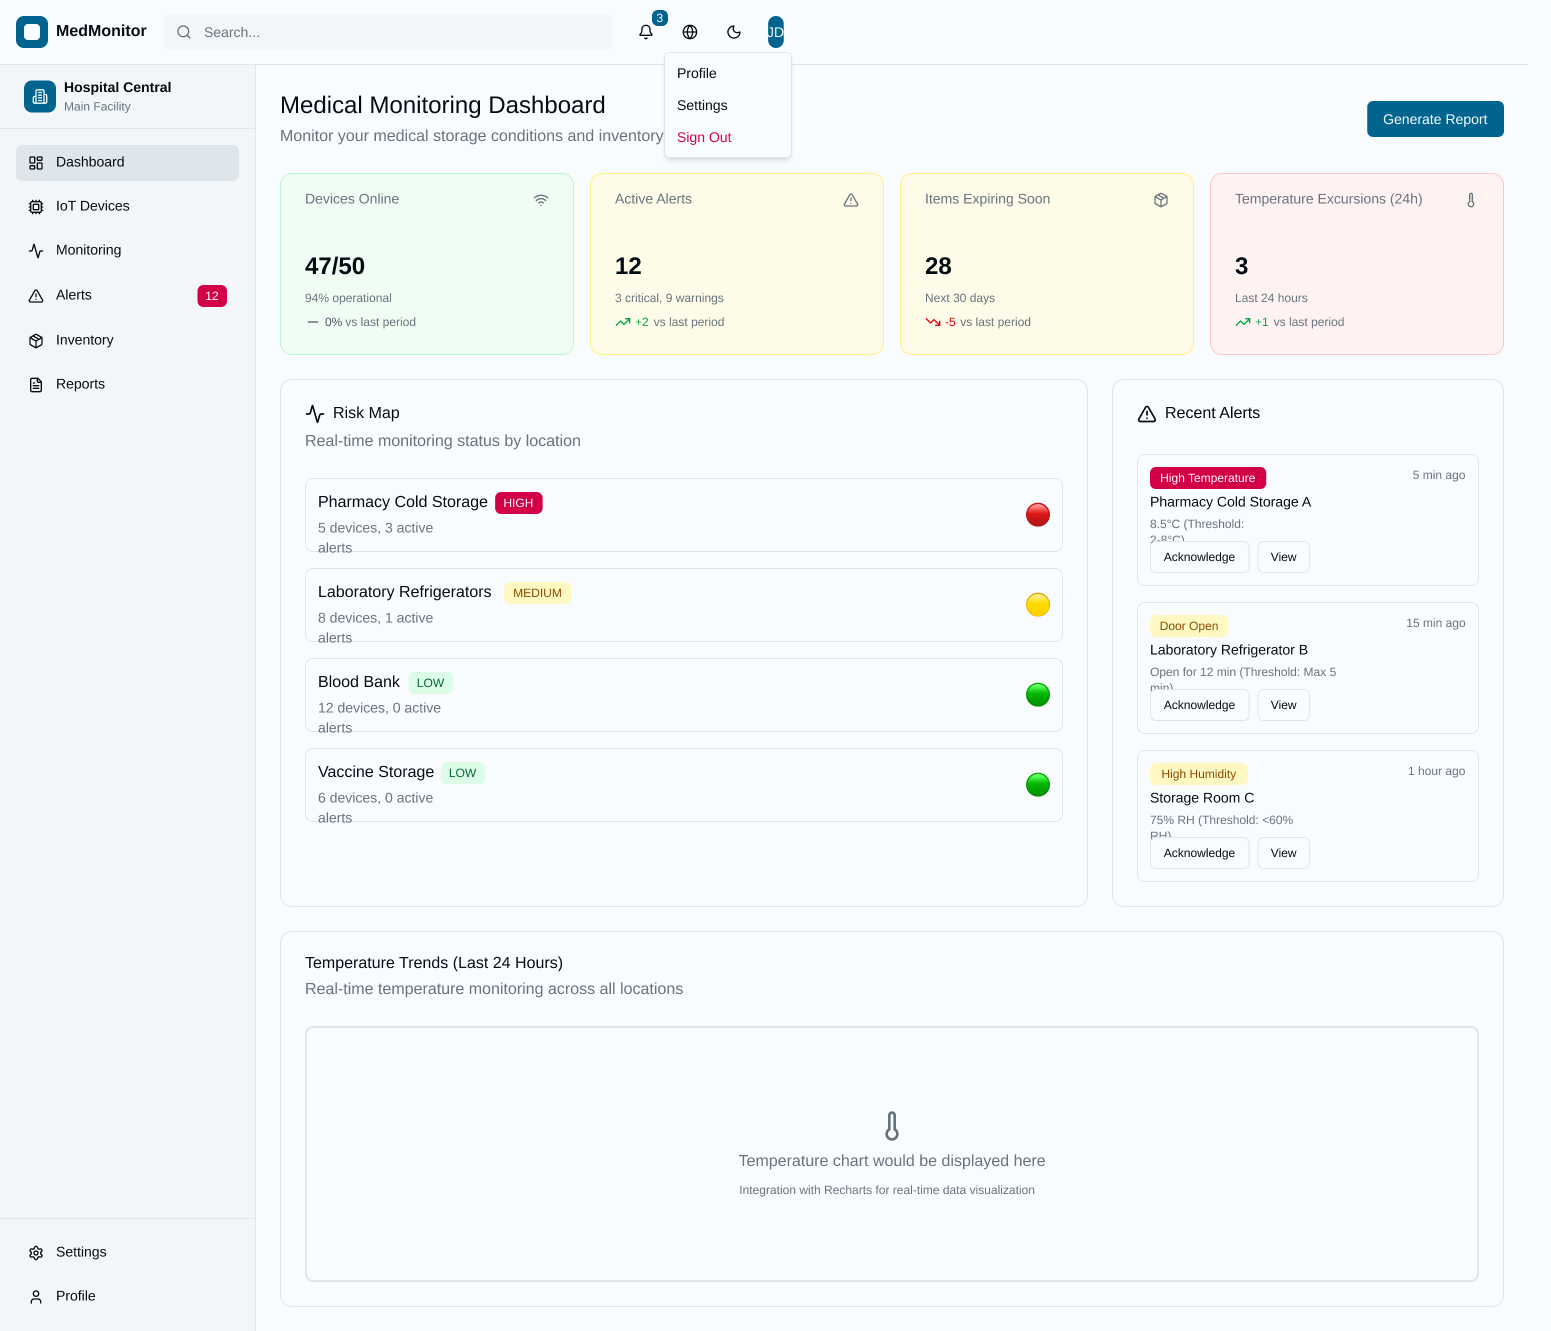 MedMonitor
Search...
3
JD
Profile
Settings
Sign Out
Hospital Central
Main Facility
Dashboard
IoT Devices
Monitoring
Alerts
12
Inventory
Reports
Settings
Profile
Medical Monitoring Dashboard
Monitor your medical storage conditions and inventory
Generate Report
Devices Online
47/50
94% operational
0% vs last period
Active Alerts
12
3 critical, 9 warnings
+2 vs last period
Items Expiring Soon
28
Next 30 days
-5 vs last period
Temperature Excursions (24h)
3
Last 24 hours
+1 vs last period
Risk Map
Real-time monitoring status by location
Pharmacy Cold Storage HIGH
5 devices, 3 active
alerts
Laboratory Refrigerators MEDIUM
8 devices, 1 active
alerts
Blood Bank LOW
12 devices, 0 active
alerts
Vaccine Storage LOW
6 devices, 0 active
alerts
Recent Alerts
High Temperature 5 min ago
Pharmacy Cold Storage A
8.5°C (Threshold:
2-8°C)
Acknowledge View
Door Open 15 min ago
Laboratory Refrigerator B
Open for 12 min (Threshold: Max 5
min)
Acknowledge View
High Humidity 1 hour ago
Storage Room C
75% RH (Threshold: <60%
RH)
Acknowledge View
Temperature Trends (Last 24 Hours)
Real-time temperature monitoring across all locations
Temperature chart would be displayed here
Integration with Recharts for real-time data visualization